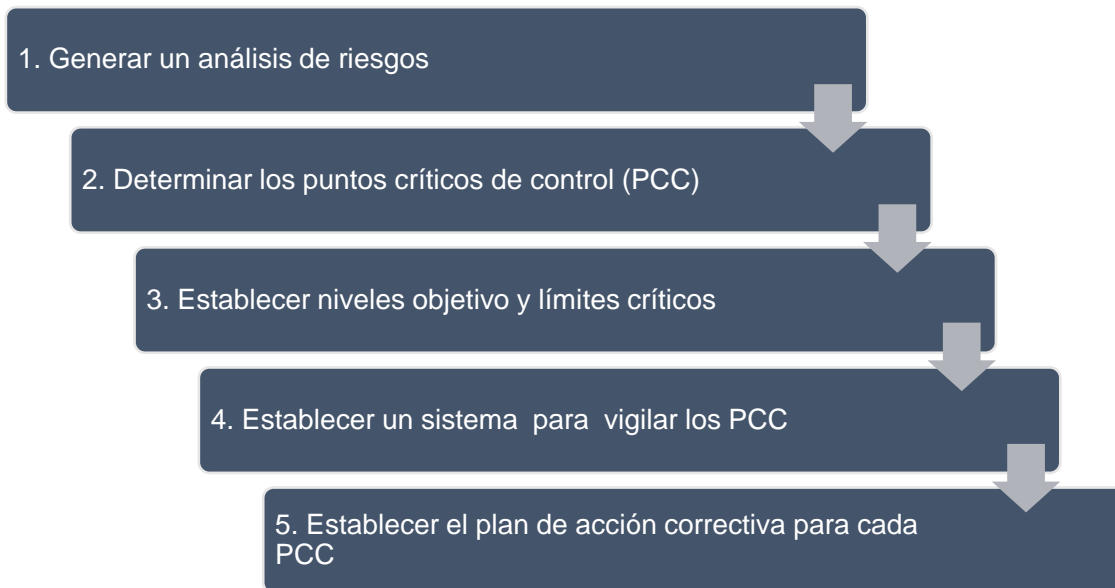 1. Generar un análisis de riesgos
2. Determinar los puntos críticos de control (PCC)
3. Establecer niveles objetivo y límites críticos
4. Establecer un sistema para vigilar los PCC
5. Establecer el plan de acción correctiva para cada
PCC